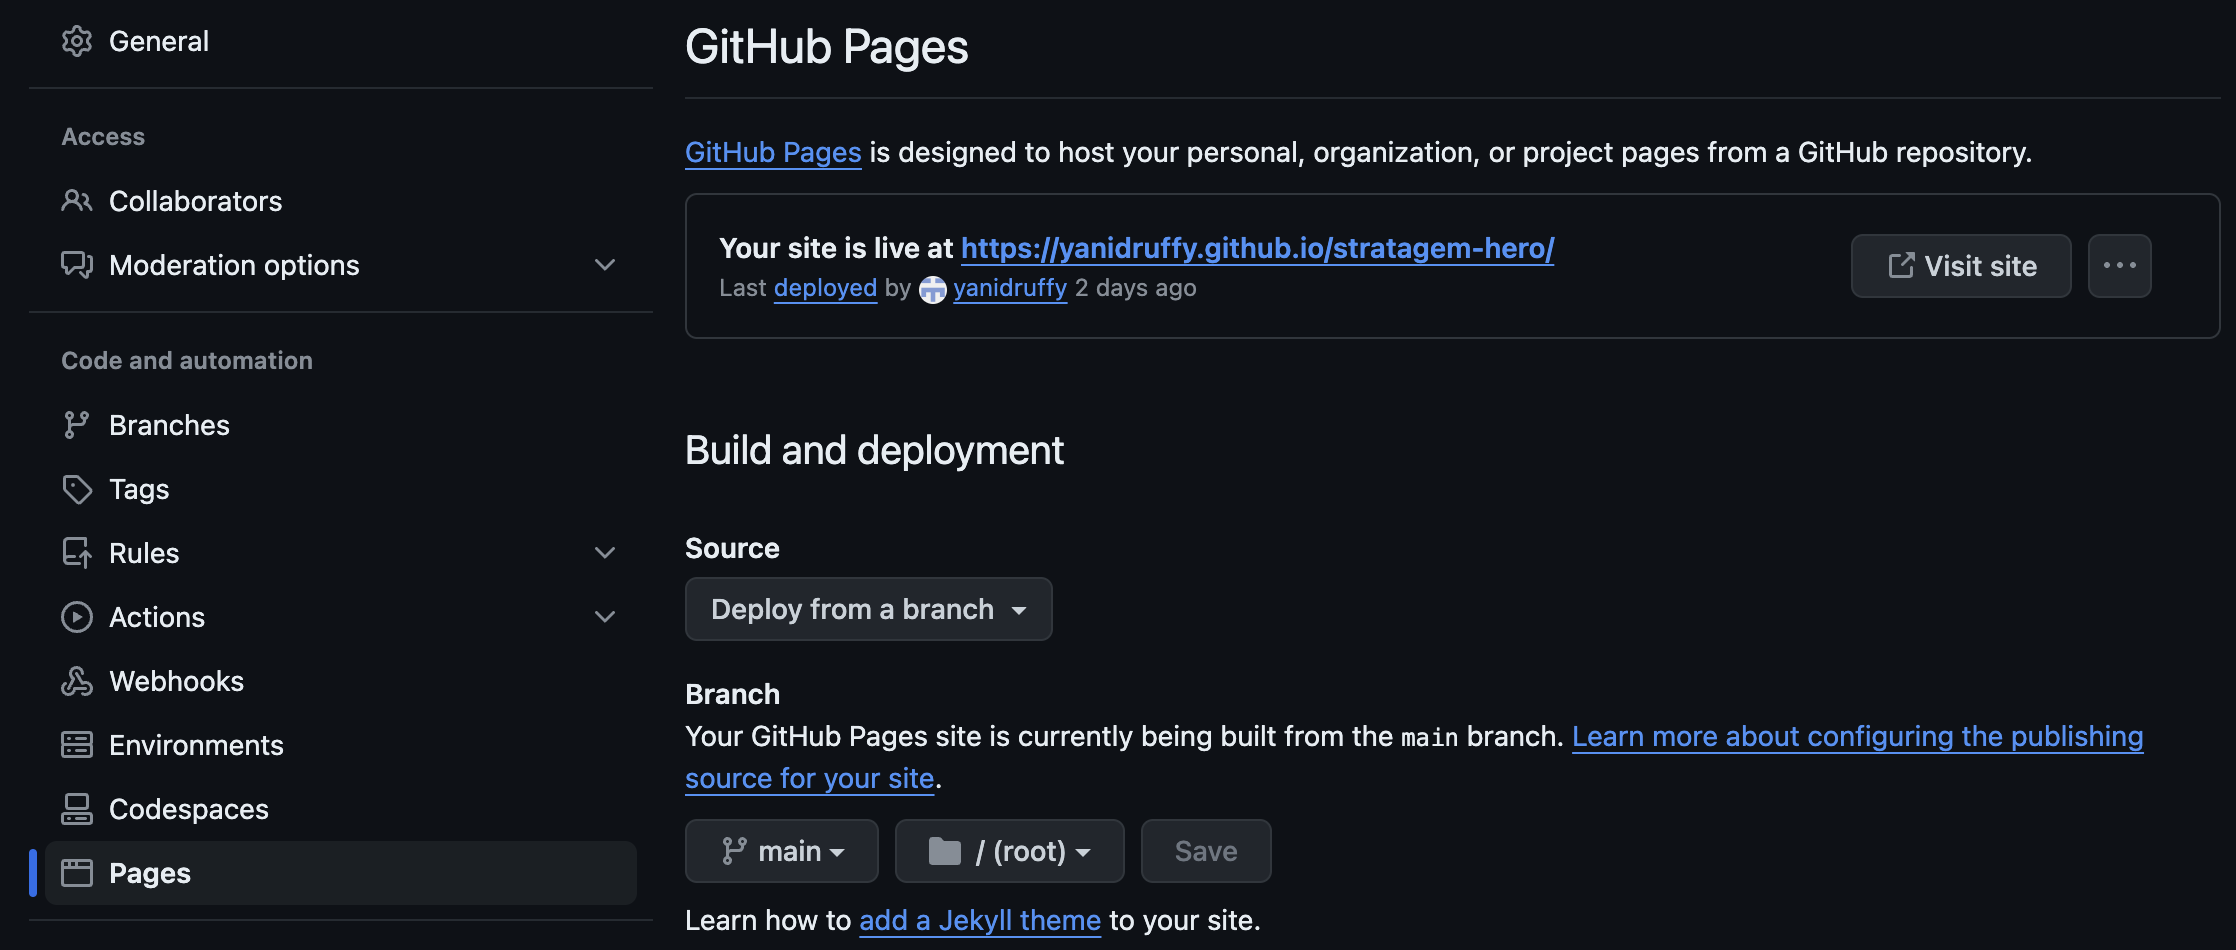 General
Access
Collaborators
Moderation options
Code and automation
Branches
Tags
Rules
Actions
Webhooks
Environments
Codespaces
Pages
GitHub Pages
GitHub Pages is designed to host your personal, organization, or project pages from a GitHub repository.
Your site is live at https://yanidruffy.github.io/stratagem-hero/
Last deployed by yanidruffy 2 days ago
Visit site
Build and deployment
Source
Deploy from a branch
Branch
Your GitHub Pages site is currently being built from the main branch. Learn more about configuring the publishing
source for your site.
main
/ (root)
Save
Learn how to add a Jekyll theme to your site.